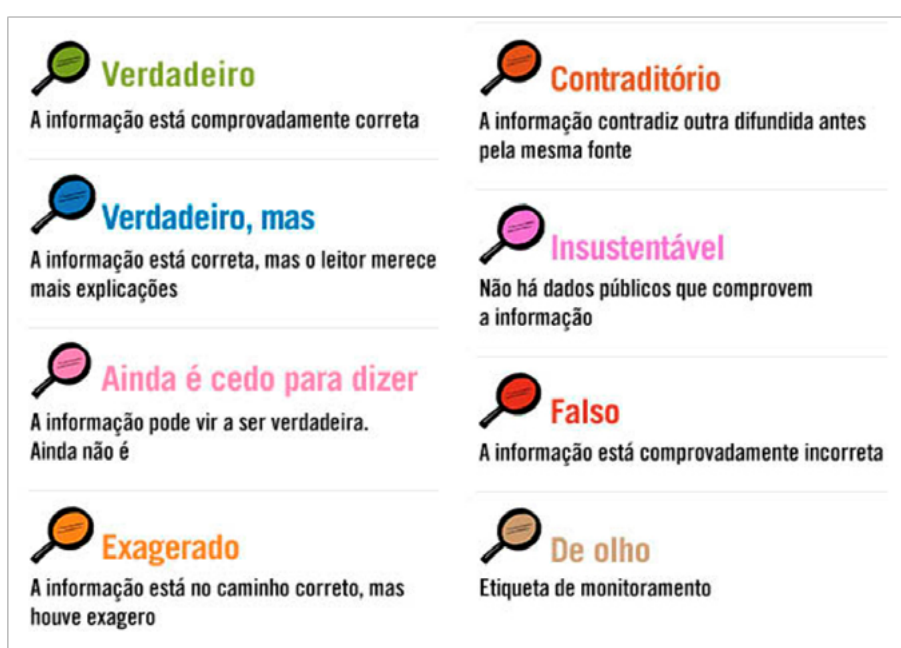 Verdadeiro
A informação está comprovadamente correta
Verdadeiro, mas
A informação está correta, mas o leitor merece
mais explicações
Ainda é cedo para dizer
A informação pode vir a ser verdadeira.
Ainda não é
Exagerado
A informação está no caminho correto, mas
houve exagero
Contraditório
A informação contradiz outra difundida antes
pela mesma fonte
Insustentável
Não há dados públicos que comprovem
a informação
Falso
A informação está comprovadamente incorreta
De olho
Etiqueta de monitoramento